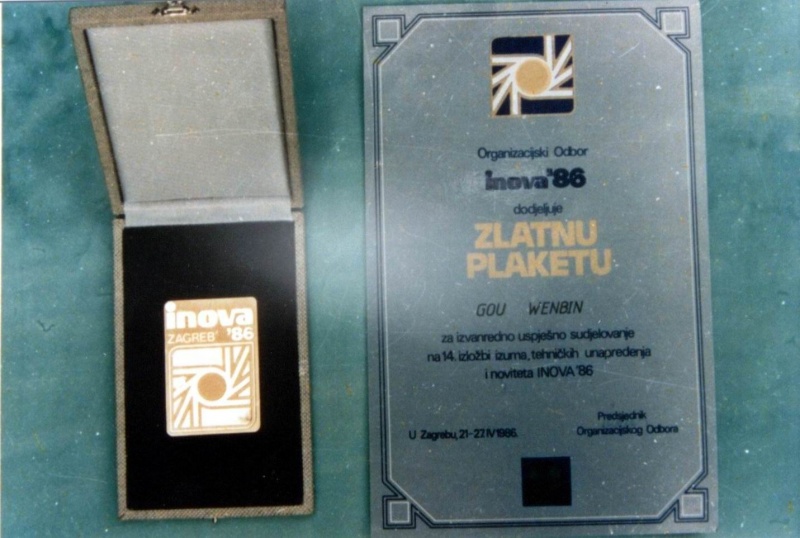 inova
ZAGREB '86
Organizacijski Odbor
inova '86
dodjeljuje
ZLATNU
PLAKETU
GOU WENBIN
za izvanredno uspješno sudjelovanje
na 14. izložbi izuma, tehničkih unapređenja
i noviteta INOVA '86
U Zagrebu, 21-27.IV 1986.
Predsjednik
Organizacijskog Odbora